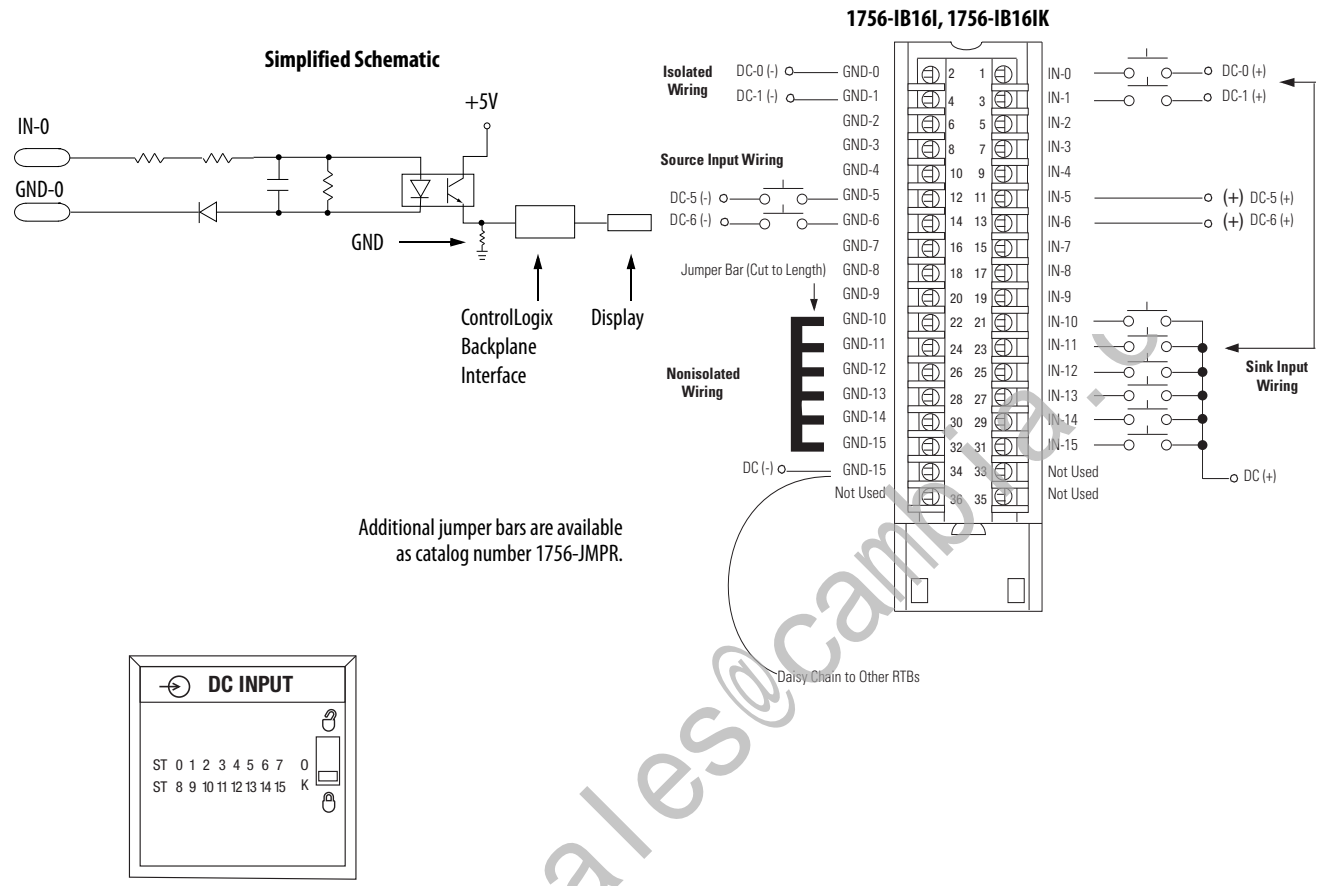 1756-IB16I, 1756-IB16IK
Simplified Schematic
+5V
IN-0
GND-0
GND
ControlLogix
Backplane
Interface
Display
Isolated
Wiring
DC-0 (-)
DC-1 (-)
Source Input Wiring
DC-5 (-)
DC-6 (-)
Jumper Bar (Cut to Length)
Nonisolated
Wiring
DC (-)
GND-0 2 1 IN-0 DC-0 (+)
GND-1 4 3 IN-1 DC-1 (+)
GND-2 6 5 IN-2
GND-3 8 7 IN-3
GND-4 10 9 IN-4
GND-5 12 11 IN-5 (+) DC-5 (+)
GND-6 14 13 IN-6 (+) DC-6 (+)
GND-7 16 15 IN-7
GND-8 18 17 IN-8
GND-9 20 19 IN-9
GND-10 22 21 IN-10
GND-11 24 23 IN-11
GND-12 26 25 IN-12
GND-13 28 27 IN-13
GND-14 30 29 IN-14
GND-15 32 31 IN-15
GND-15 34 33 Not Used
Not Used 36 35 Not Used
Sink Input
Wiring
DC (+)
Additional jumper bars are available
as catalog number 1756-JMPR.
Daisy Chain to Other RTBs
DC INPUT
ST 0 1 2 3 4 5 6 7 O
ST 8 9 10 11 12 13 14 15 K
ales@cambia.c